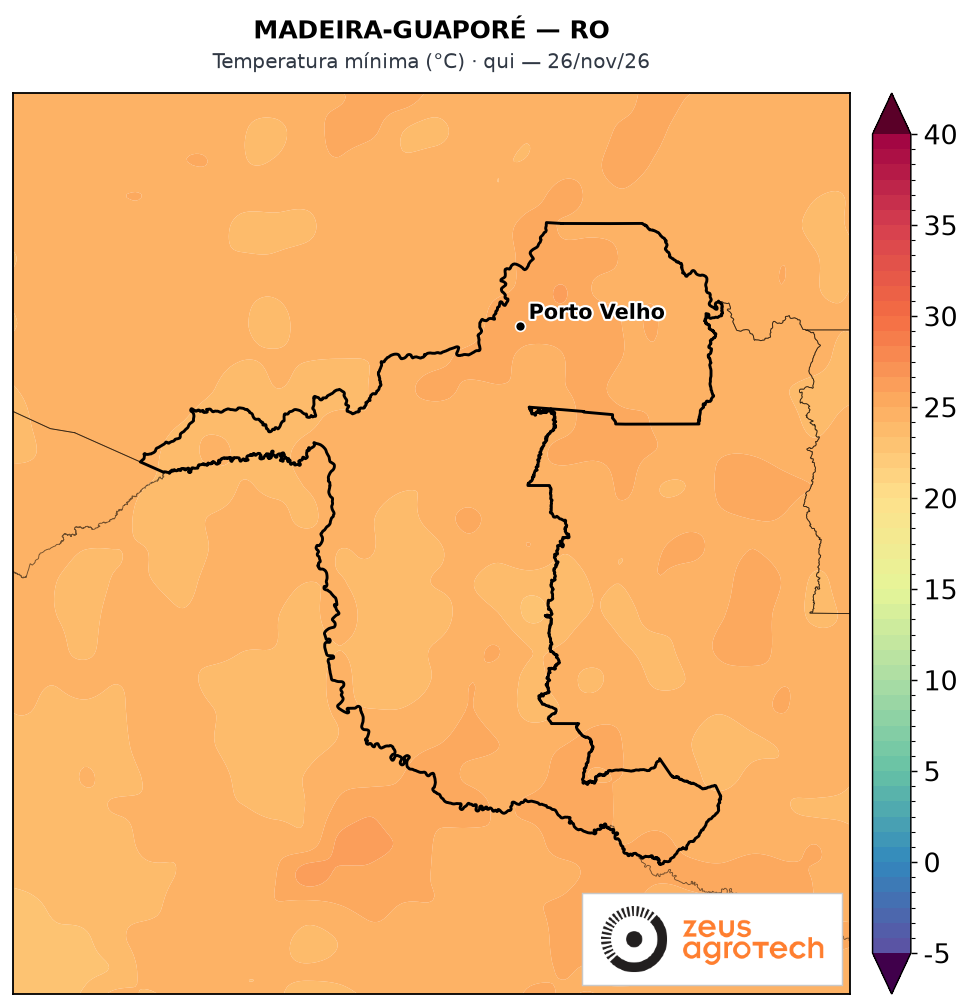 MADEIRA-GUAPORÉ — RO
Temperatura mínima (°C) · qui — 26/nov/26
40
35
30
Porto Velho
25
20
15
10
5
0
-5
zeus
agrotech